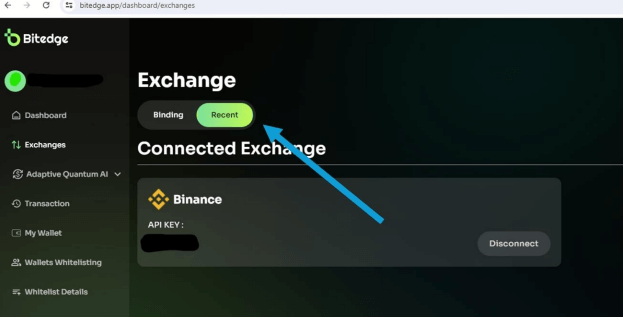 bitedge.app/dashboard/exchanges
Bitedge
Dashboard
Exchanges
Adaptive Quantum AI
Transaction
My Wallet
Wallets Whitelisting
Whitelist Details
Exchange
Binding
Recent
Connected Exchange
Binance
API KEY :
Disconnect